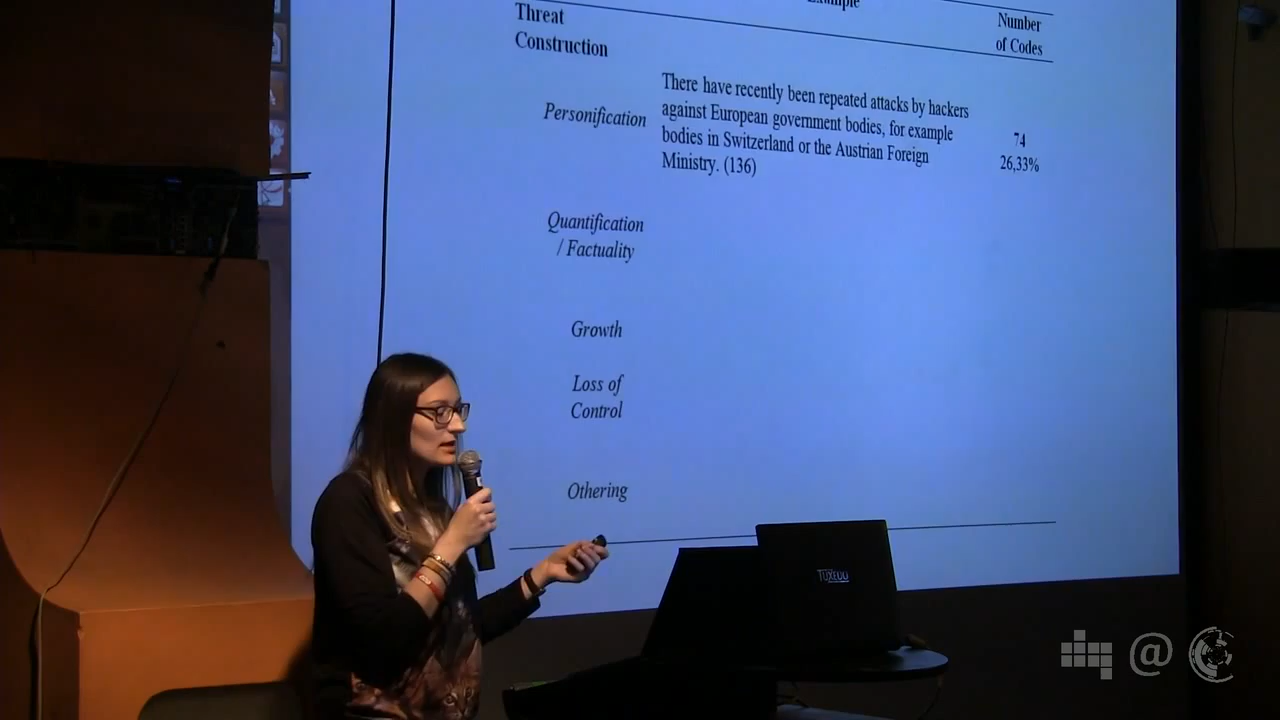 Example
Threat
Construction
Number
of Codes
Personification
There have recently been repeated attacks by hackers
against European government bodies, for example
bodies in Switzerland or the Austrian Foreign
Ministry. (136)
74
26,33%
Quantification
/ Factuality
Growth
Loss of
Control
Othering
TUXEDO
@